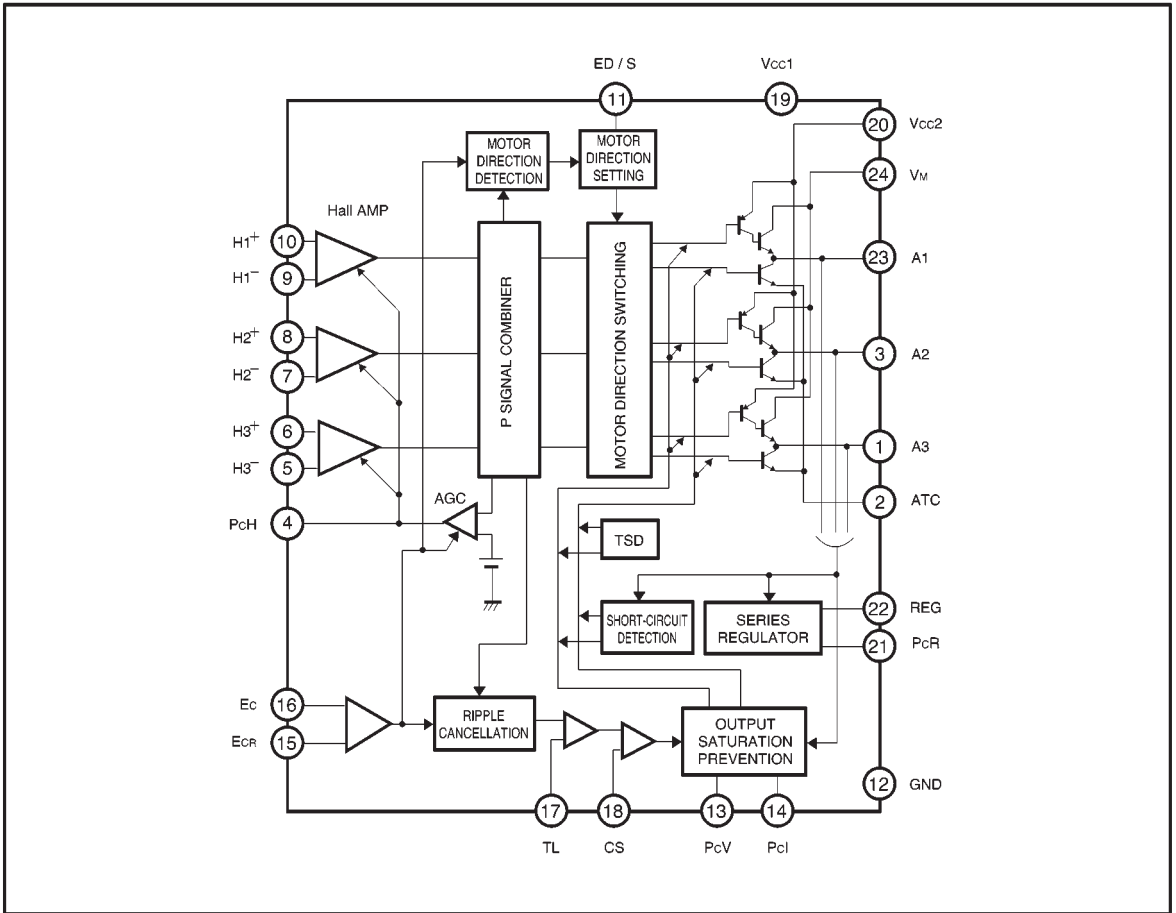 ED / S
Vcc1
11
19
20
Vcc2
MOTOR
DIRECTION
DETECTION
MOTOR
DIRECTION
SETTING
24
VM
Hall AMP
H1+
10
H1−
9
23
A1
H2+
8
H2−
7
3
A2
H3+
6
H3−
5
P SIGNAL COMBINER
MOTOR DIRECTION SWITCHING
1
A3
2
ATC
PcH
4
AGC
TSD
SHORT-CIRCUIT
DETECTION
SERIES
REGULATOR
22
REG
21
PcR
Ec
16
ECR
15
RIPPLE
CANCELLATION
OUTPUT
SATURATION
PREVENTION
12
GND
17
18
13
14
TL
CS
PcV
PcI